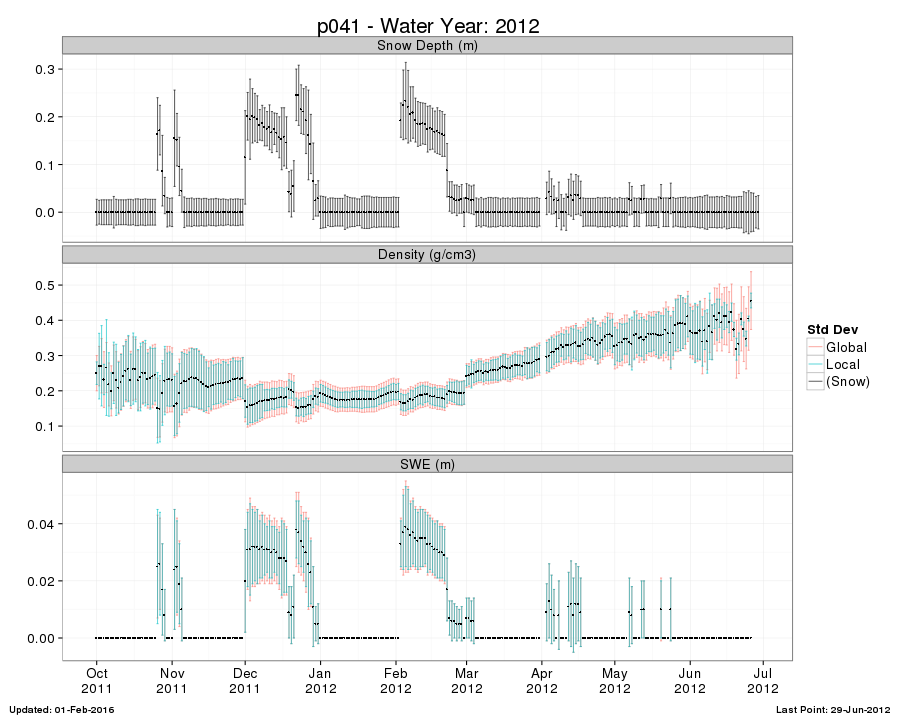 p041 - Water Year: 2012
Snow Depth (m)
0.3
0.2
0.1
0.0
Density (g/cm3)
0.5
0.4
0.3
0.2
0.1
Std Dev
Global
Local
(Snow)
SWE (m)
0.04
0.02
0.00
Oct Nov Dec Jan Feb Mar Apr May Jun Jul
2011 2011 2011 2012 2012 2012 2012 2012 2012 2012
Updated: 01-Feb-2016
Last Point: 29-Jun-2012